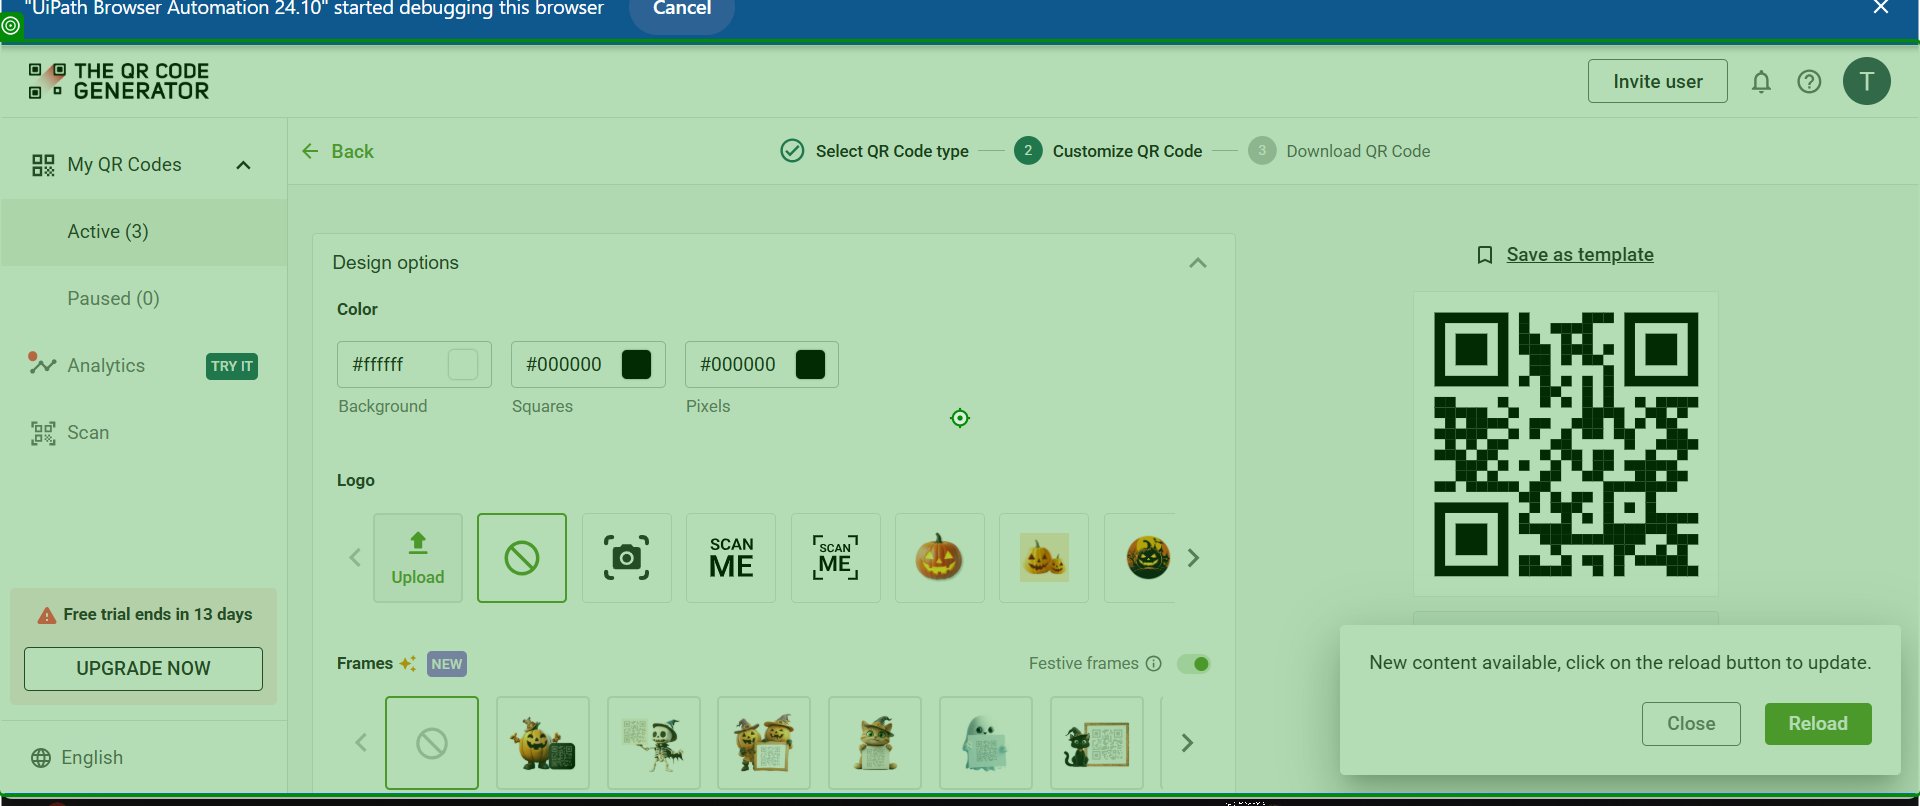 "UiPath Browser Automation 24.10" started debugging this browser
Cancel
THE QR CODE
GENERATOR
Invite user
T
My QR Codes
Active (3)
Paused (0)
Analytics
TRY IT
Scan
Free trial ends in 13 days
UPGRADE NOW
English
Back
Select QR Code type
2
Customize QR Code
3
Download QR Code
Design options
Color
#ffffff
#000000
#000000
Background
Squares
Pixels
Logo
Upload
SCAN
ME
SCAN
ME
Frames
NEW
Festive frames
Save as template
New content available, click on the reload button to update.
Close
Reload